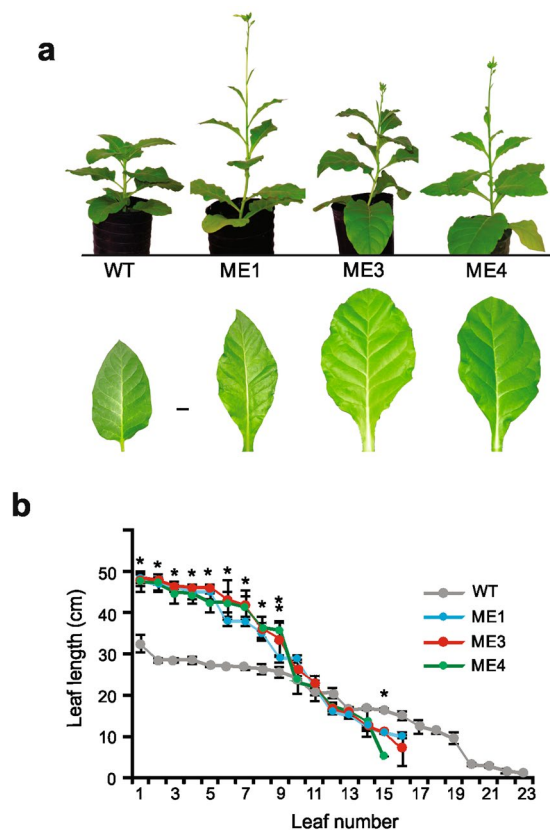 a
WT ME1 ME3 ME4
b
* * * * * * * * * * *
Leaf length (cm)
50
40
30
20
10
0
WT
ME1
ME3
ME4
1 3 5 7 9 11 13 15 17 19 21 23
Leaf number